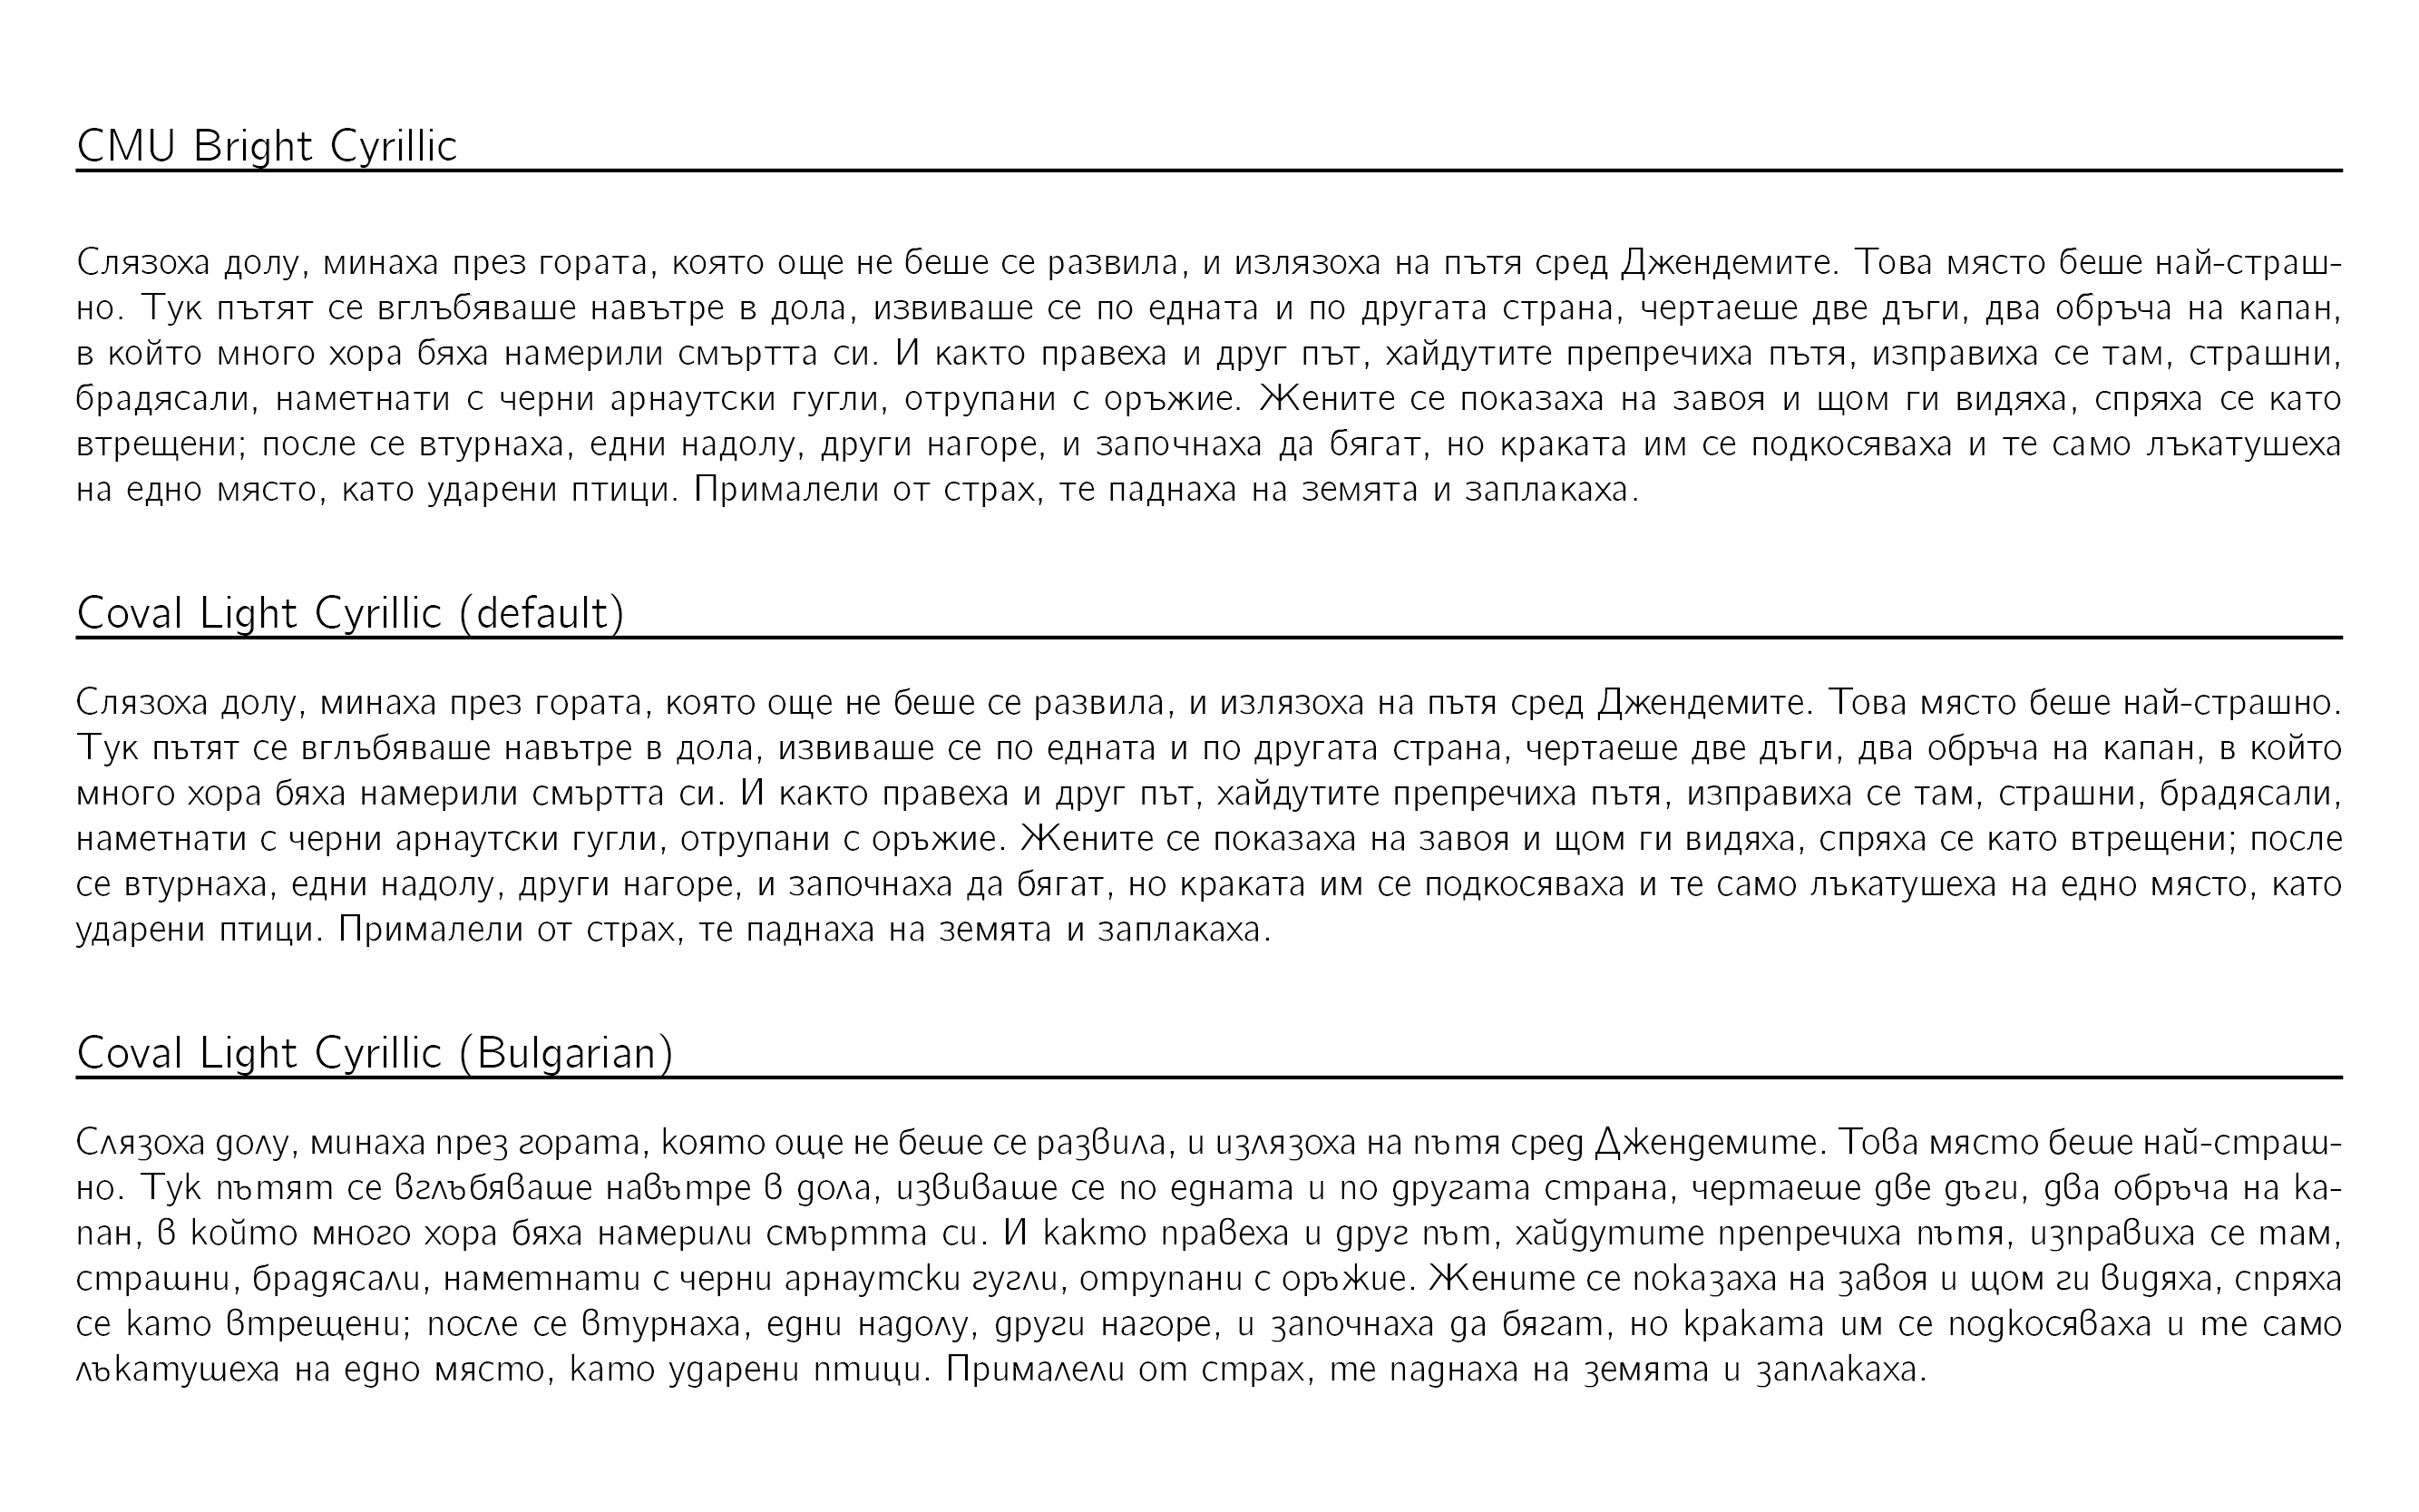 CMU Bright Cyrillic
Слязоха долу, минаха през гората, която още не беше се развила, и излязоха на пътя сред Джендемите. Това място беше най-страш-
но. Тук пътят се вглъбяваше навътре в дола, извиваше се по едната и по другата страна, чертаеше две дъги, два обръча на капан,
в който много хора бяха намерили смъртта си. И както правеха и друг път, хайдутите препречиха пътя, изправиха се там, страшни,
брадясали, наметнати с черни арнаутски гугли, отрупани с оръжие. Жените се показаха на завоя и щом ги видяха, спряха се като
втрещени; после се втурнаха, едни надолу, други нагоре, и започнаха да бягат, но краката им се подкосяваха и те само лъкатушеха
на едно място, като ударени птици. Прималели от страх, те паднаха на земята и заплакаха.
Coval Light Cyrillic (default)
Слязоха долу, минаха през гората, която още не беше се развила, и излязоха на пътя сред Джендемите. Това място беше най-страшно.
Тук пътят се вглъбяваше навътре в дола, извиваше се по едната и по другата страна, чертаеше две дъги, два обръча на капан, в който
много хора бяха намерили смъртта си. И както правеха и друг път, хайдутите препречиха пътя, изправиха се там, страшни, брадясали,
наметнати с черни арнаутски гугли, отрупани с оръжие. Жените се показаха на завоя и щом ги видяха, спряха се като втрещени; после
се втурнаха, едни надолу, други нагоре, и започнаха да бягат, но краката им се подкосяваха и те само лъкатушеха на едно място, като
ударени птици. Прималели от страх, те паднаха на земята и заплакаха.
Coval Light Cyrillic (Bulgarian)
Слязоха долу, минаха през гората, която още не беше се развила, и излязоха на пътя сред Джендемите. Това място беше най-страш-
но. Тук пътят се вглъбяваше навътре в дола, извиваше се по едната и по другата страна, чертаеше две дъги, два обръча на ка-
пан, в който много хора бяха намерили смъртта си. И както правеха и друг път, хайдутите препречиха пътя, изправиха се там,
страшни, брадясали, наметнати с черни арнаутски гугли, отрупани с оръжие. Жените се показаха на завоя и щом ги видяха, спряха
се като втрещени; после се втурнаха, едни надолу, други нагоре, и започнаха да бягат, но краката им се подкосяваха и те само
лъкатушеха на едно място, като ударени птици. Прималели от страх, те паднаха на земята и заплакаха.